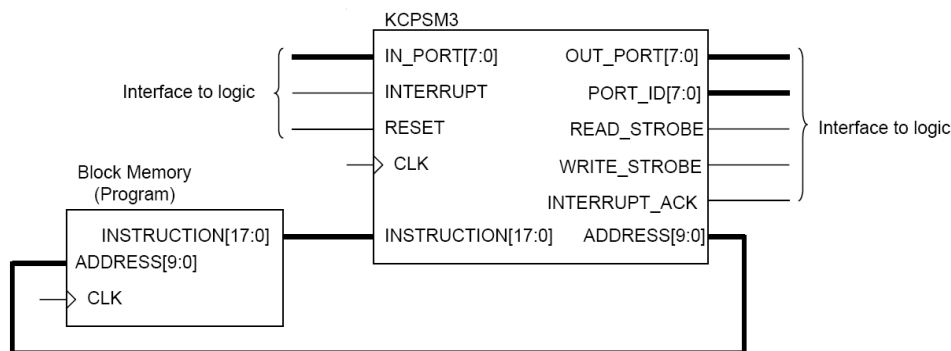 KCPSM3
IN_PORT[7:0]
OUT_PORT[7:0]
INTERRUPT
PORT_ID[7:0]
RESET
READ_STROBE
CLK
WRITE_STROBE
INTERRUPT_ACK
INSTRUCTION[17:0]
ADDRESS[9:0]
Interface to logic
Interface to logic
Block Memory
(Program)
INSTRUCTION[17:0]
ADDRESS[9:0]
CLK